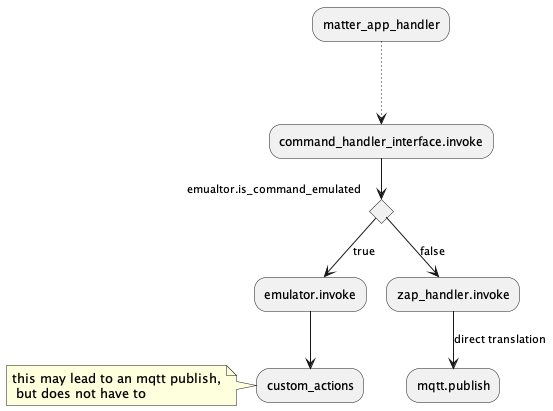 matter_app_handler
command_handler_interface.invoke
emualtor.is_command_emulated
true
false
emulator.invoke
zap_handler.invoke
direct translation
this may lead to an mqtt publish,
but does not have to
custom_actions
mqtt.publish